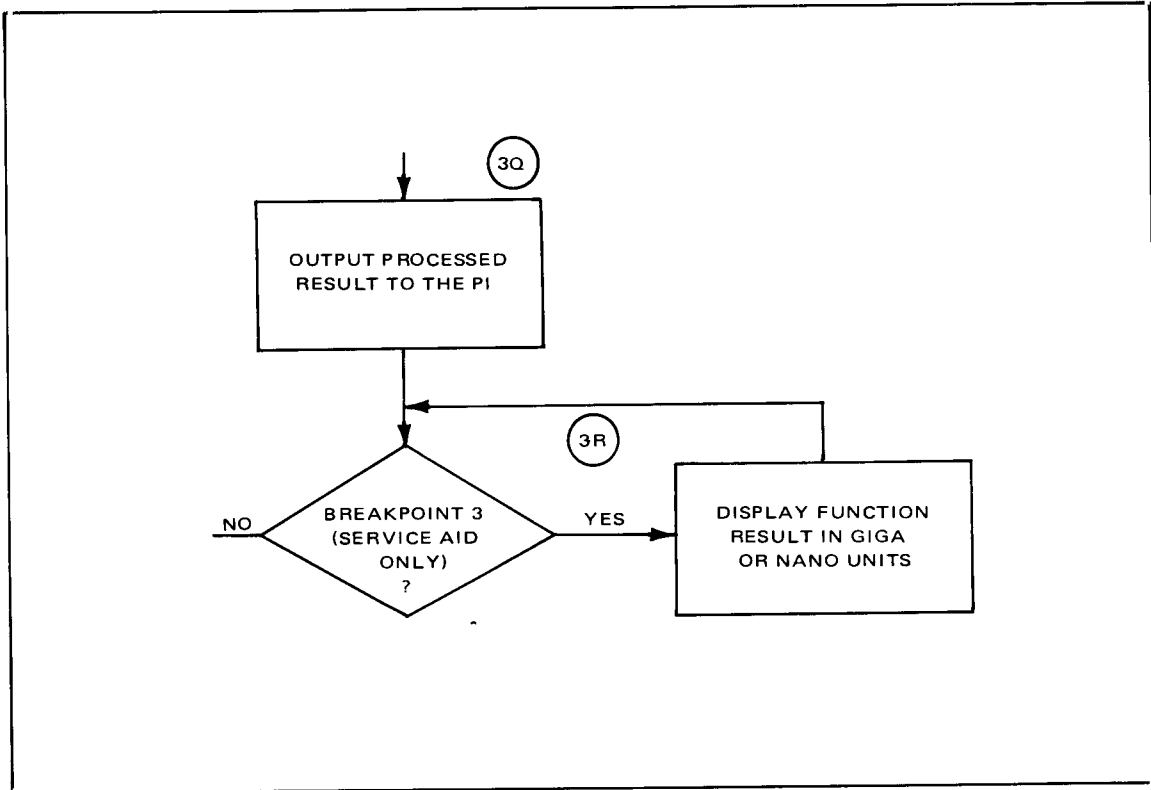 3Q
OUTPUT PROCESSED
RESULT TO THE PI
3R
NO
BREAKPOINT 3
(SERVICE AID
ONLY)
?
YES
DISPLAY FUNCTION
RESULT IN GIGA
OR NANO UNITS